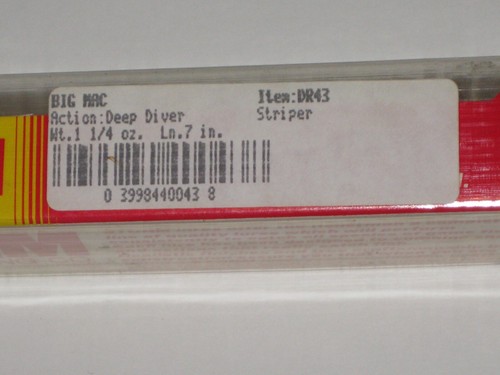 BIG MAC Item:DR43
Action:Deep Diver Striper
Wt.1 1/4 oz. Ln.7 in.
0 3998440043 8